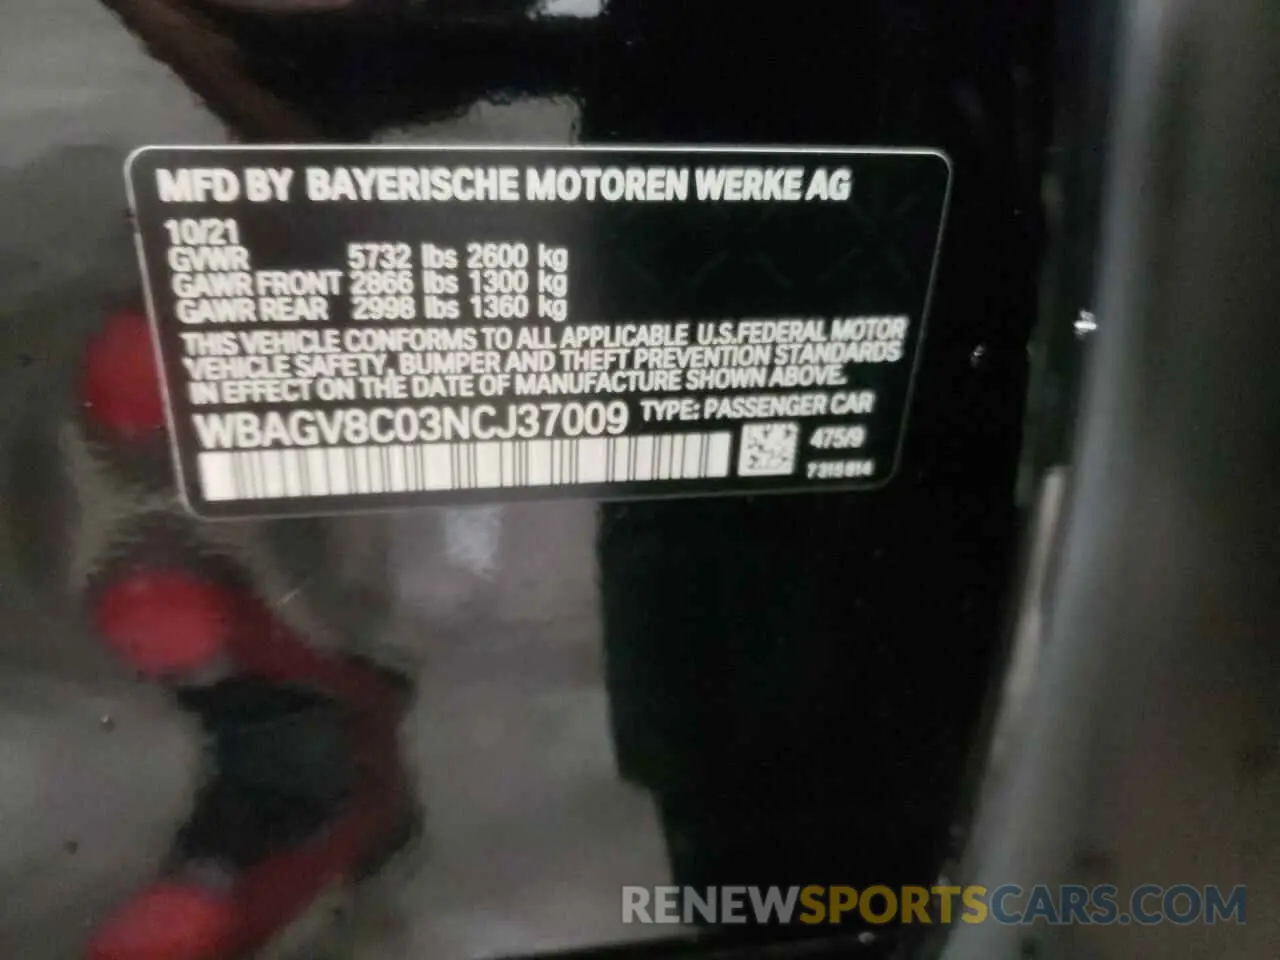 MFD BY BAYERISCHE MOTOREN WERKE AG
10/21
GVWR 5732 lbs 2600 kg
GAWR FRONT 2866 lbs 1300 kg
GAWR REAR 2998 lbs 1360 kg
THIS VEHICLE CONFORMS TO ALL APPLICABLE U.S.FEDERAL MOTOR
VEHICLE SAFETY, BUMPER AND THEFT PREVENTION STANDARDS
IN EFFECT ON THE DATE OF MANUFACTURE SHOWN ABOVE.
WBAGV8C03NCJ37009 TYPE: PASSENGER CAR
475/9
RENEWSPORTSCARS.COM